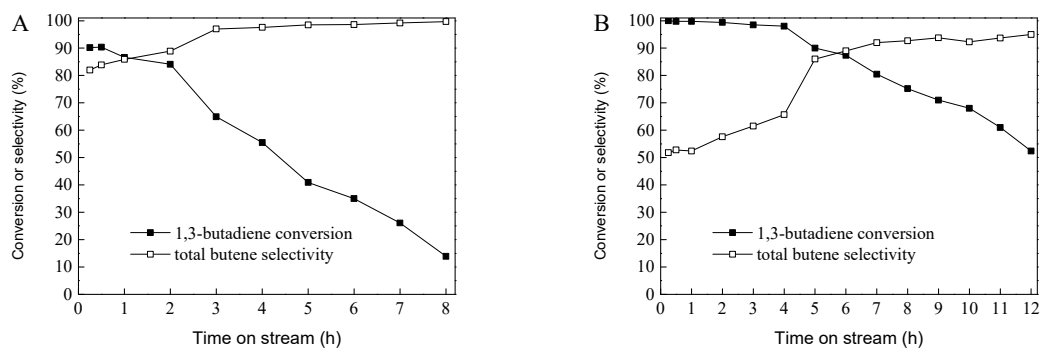 A
100
90
80
70
60
50
40
30
20
10
0
Conversion or selectivity (%)
1,3-butadiene conversion
total butene selectivity
0 1 2 3 4 5 6 7 8
Time on stream (h)
B
100
90
80
70
60
50
40
30
20
10
0
Conversion or selectivity (%)
1,3-butadiene conversion
total butene selectivity
0 1 2 3 4 5 6 7 8 9 10 11 12
Time on stream (h)